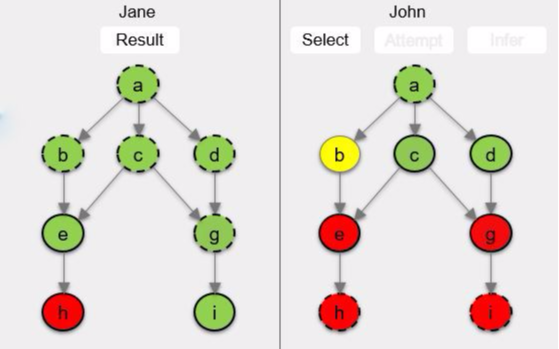 Jane
Result
a
b c d
e g
h i
John
Select Attempt Infer
a
b c d
e g
h i